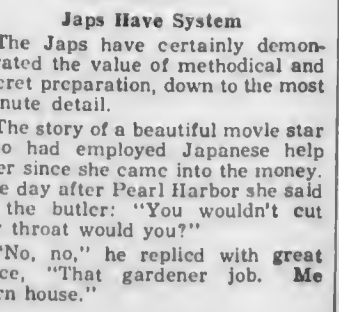 Japs Have System
The Japs have certainly demon-
rated the value of methodical and
cret preparation, down to the most
nute detail.
The story of a beautiful movie star
o had employed Japanese help
er since she came into the money.
e day after Pearl Harbor she said
the butler: "You wouldn't cut
throat would you?"
"No, no," he replied with great
ce, "That gardener job. Me
rn house."